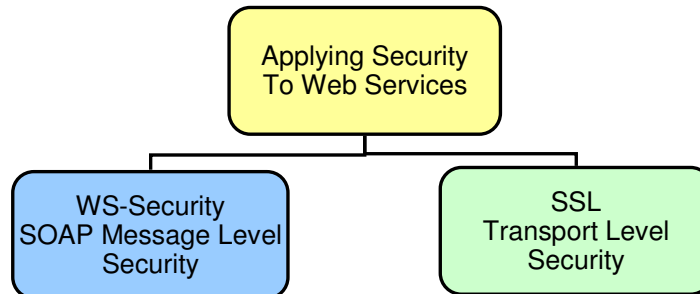 Applying Security
To Web Services
WS-Security
SOAP Message Level
Security
SSL
Transport Level
Security